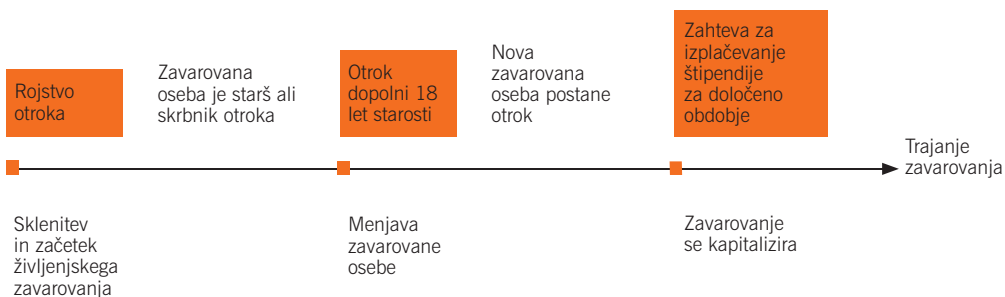 Rojstvo
otroka
Zavarovana
oseba je starš ali
skrbnik otroka
Otrok
dopolni 18
let starosti
Nova
zavarovana
oseba postane
otrok
Zahteva za
izplačevanje
štipendije
za določeno
obdobje
Trajanje
zavarovanja
Sklenitev
in začetek
življenjskega
zavarovanja
Menjava
zavarovane
osebe
Zavarovanje
se kapitalizira